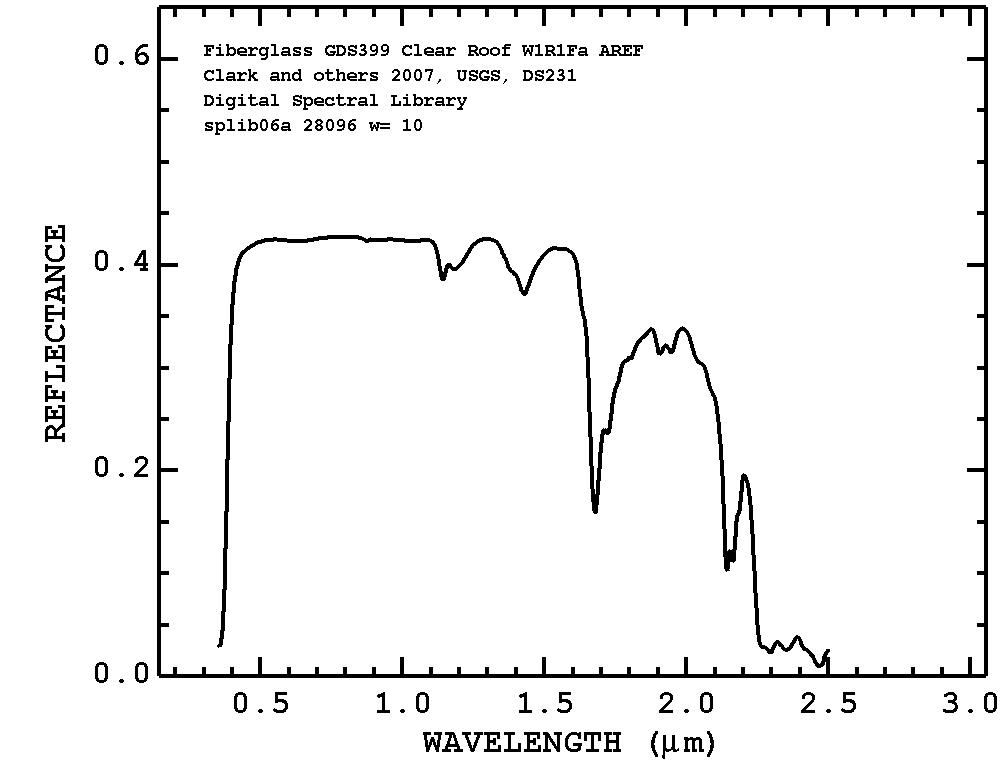 Fiberglass GDS399 Clear Roof W1R1Fa AREF
Clark and others 2007, USGS, DS231
Digital Spectral Library
splib06a 28096 w= 10
0.6
0.4
0.2
0.0
REFLECTANCE
0.5 1.0 1.5 2.0 2.5 3.0
WAVELENGTH (μm)